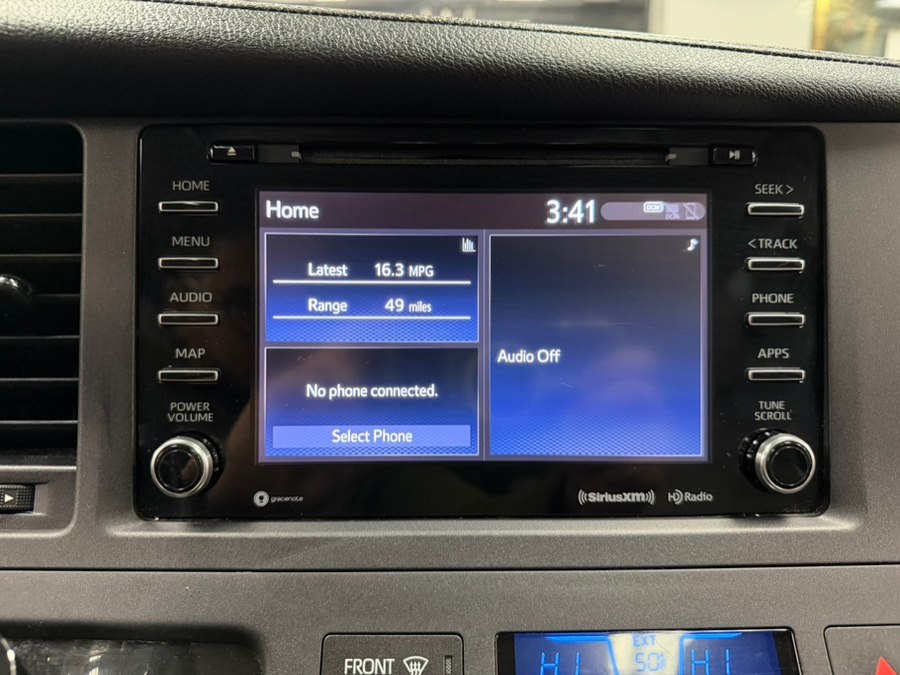 HOME
MENU
AUDIO
MAP
POWER
VOLUME
Home
3:41
DCM
Latest 16.3 MPG
Range 49 miles
No phone connected.
Select Phone
Audio Off
SEEK >
< TRACK
PHONE
APPS
TUNE
SCROLL
gracenote
((SiriusXM))
HD Radio
FRONT
EXT
HI 50°F HI